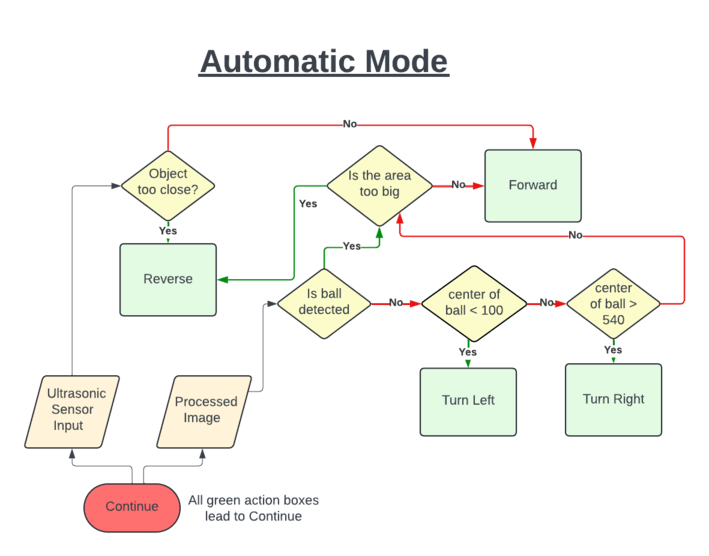 Automatic Mode
No
Object
too close?
Is the area
too big
No
Forward
Yes
Yes
Reverse
Yes
No
Is ball
detected
No
center of
ball < 100
No
center
of ball >
540
Yes
Yes
Turn Left
Turn Right
Ultrasonic
Sensor
Input
Processed
Image
Continue
All green action boxes
lead to Continue